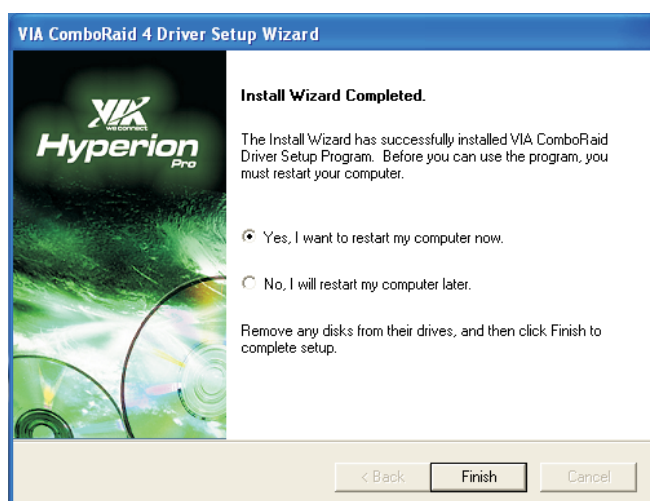 VIA ComboRaid 4 Driver Setup Wizard
VIA
we connect
Hyperion
Pro
Install Wizard Completed.
The Install Wizard has successfully installed VIA ComboRaid
Driver Setup Program. Before you can use the program, you
must restart your computer.
Yes, I want to restart my computer now.
No, I will restart my computer later.
Remove any disks from their drives, and then click Finish to
complete setup.
< Back
Finish
Cancel